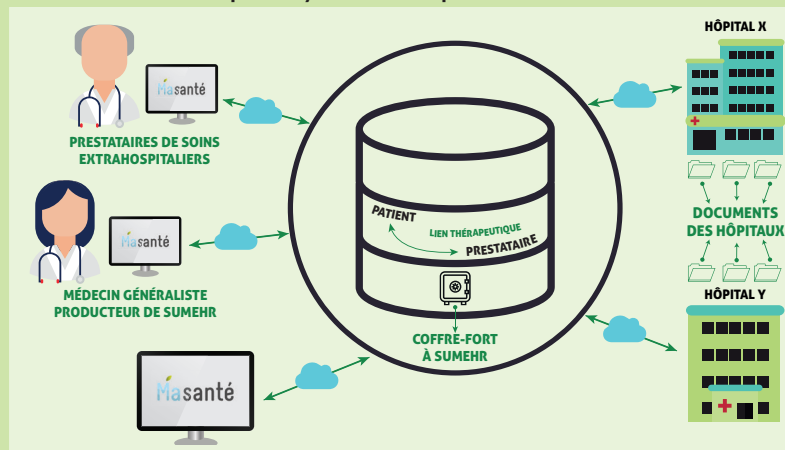 HÔPITAL X
Masanté
PRESTATAIRES DE SOINS
EXTRAHOSPITALIERS
PATIENT
LIEN THÉRAPEUTIQUE
PRESTATAIRE
DOCUMENTS
DES HÔPITAUX
Masanté
MÉDECIN GÉNÉRALISTE
PRODUCTEUR DE SUMEHR
HÔPITAL Y
COFFRE-FORT
À SUMEHR
Masanté